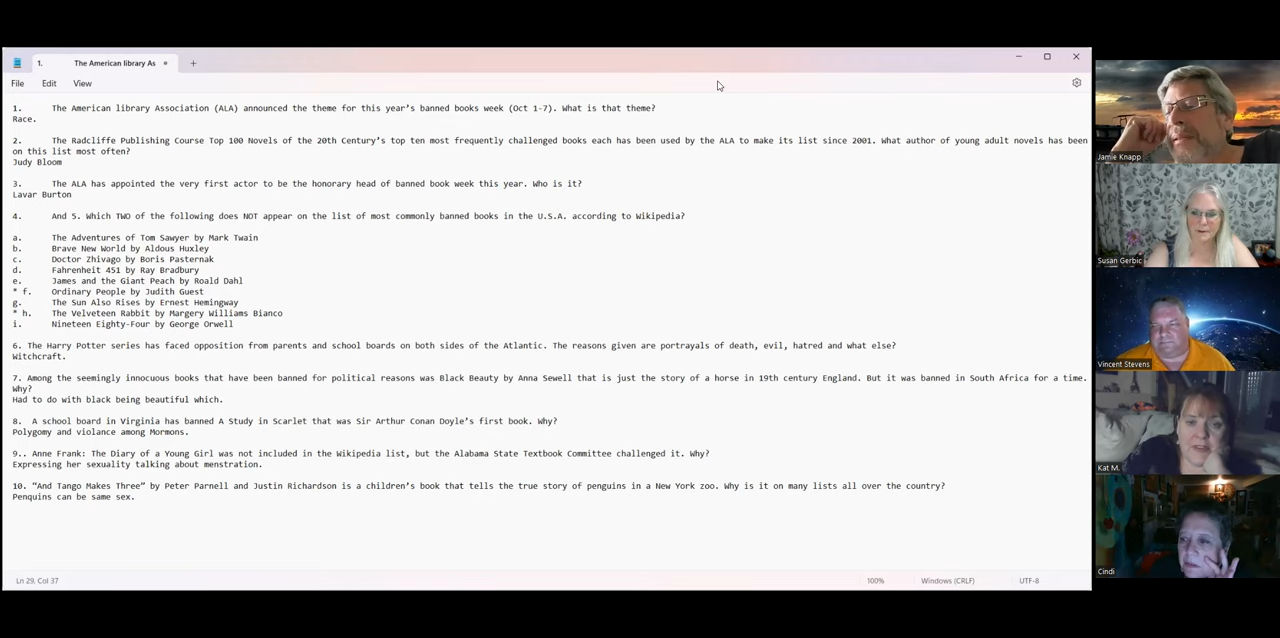 1. The American library As
File Edit View
1. The American library Association (ALA) announced the theme for this year's banned books week (Oct 1-7). What is that theme?
Race.
2. The Radcliffe Publishing Course Top 100 Novels of the 20th Century's top ten most frequently challenged books each has been used by the ALA to make its list since 2001. What author of young adult novels has been
on this list most often?
Judy Bloom
3. The ALA has appointed the very first actor to be the honorary head of banned book week this year. Who is it?
Lavar Burton
4. And 5. Which TWO of the following does NOT appear on the list of most commonly banned books in the U.S.A. according to Wikipedia?
a. The Adventures of Tom Sawyer by Mark Twain
b. Brave New World by Aldous Huxley
c. Doctor Zhivago by Boris Pasternak
d. Fahrenheit 451 by Ray Bradbury
e. James and the Giant Peach by Roald Dahl
* f. Ordinary People by Judith Guest
g. The Sun Also Rises by Ernest Hemingway
* h. The Velveteen Rabbit by Margery Williams Bianco
i. Nineteen Eighty-Four by George Orwell
6. The Harry Potter series has faced opposition from parents and school boards on both sides of the Atlantic. The reasons given are portrayals of death, evil, hatred and what else?
Witchcraft.
7. Among the seemingly innocuous books that have been banned for political reasons was Black Beauty by Anna Sewell that is just the story of a horse in 19th century England. But it was banned in South Africa for a time.
Why?
Had to do with black being beautiful which.
8. A school board in Virginia has banned A Study in Scarlet that was Sir Arthur Conan Doyle's first book. Why?
Polygomy and violance among Mormons.
9.. Anne Frank: The Diary of a Young Girl was not included in the Wikipedia list, but the Alabama State Textbook Committee challenged it. Why?
Expressing her sexuality talking about menstration.
10. "And Tango Makes Three" by Peter Parnell and Justin Richardson is a children's book that tells the true story of penguins in a New York zoo. Why is it on many lists all over the country?
Penquins can be same sex.
Ln 29, Col 37
100%
Windows (CRLF)
UTF-8
Jamie Knapp
Susan Gerbic
Vincent Stevens
Kat M.
Cindi